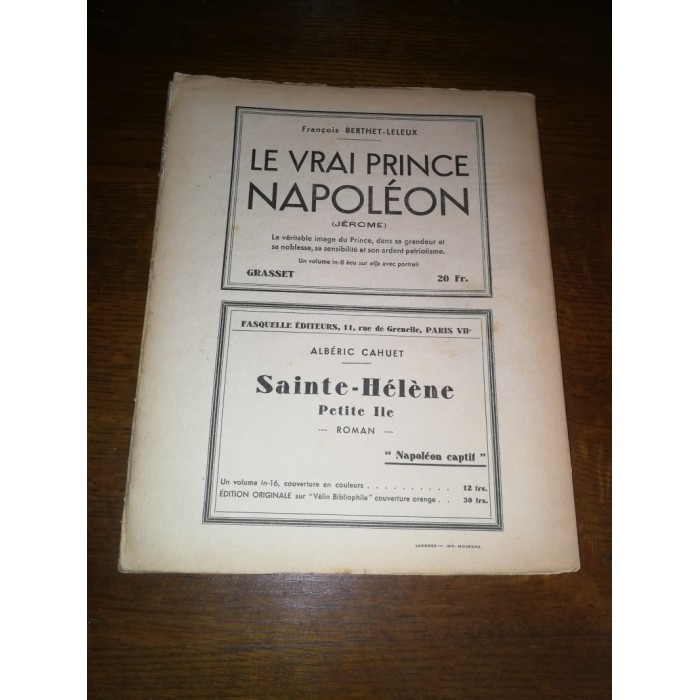 François BERTHET-LELEUX
LE VRAI PRINCE
NAPOLÉON
(JÉROME)
La véritable image du Prince, dans sa grandeur et
sa noblesse, sa sensibilité et son ardent patriotisme.
Un volume in-8 écu sur alfa avec portrait
GRASSET 20 Fr.
FASQUELLE ÉDITEURS, 11, rue de Grenelle, PARIS VIIe
ALBÉRIC CAHUET
Sainte-Hélène
Petite Ile
--- ROMAN ---
" Napoléon captif "
Un volume in-16, couverture en couleurs . . . . . . . . . . 12 frs.
ÉDITION ORIGINALE sur "Vélin Bibliophile" couverture orange . . 30 frs.
IMP.